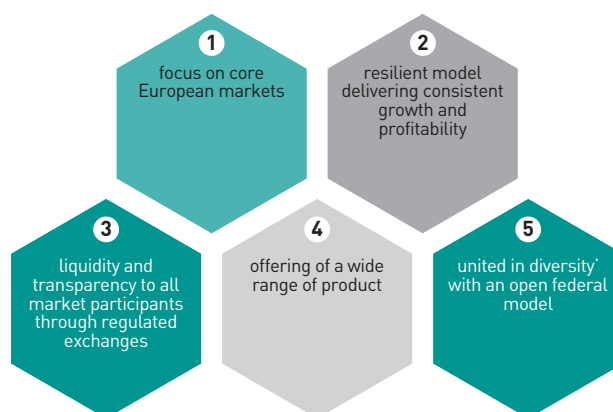 1
focus on core
European markets
2
resilient model
delivering consistent
growth and
profitability
3
liquidity and
transparency to all
market participants
through regulated
exchanges
4
offering of a wide
range of product
5
united in diversity’
with an open federal
model